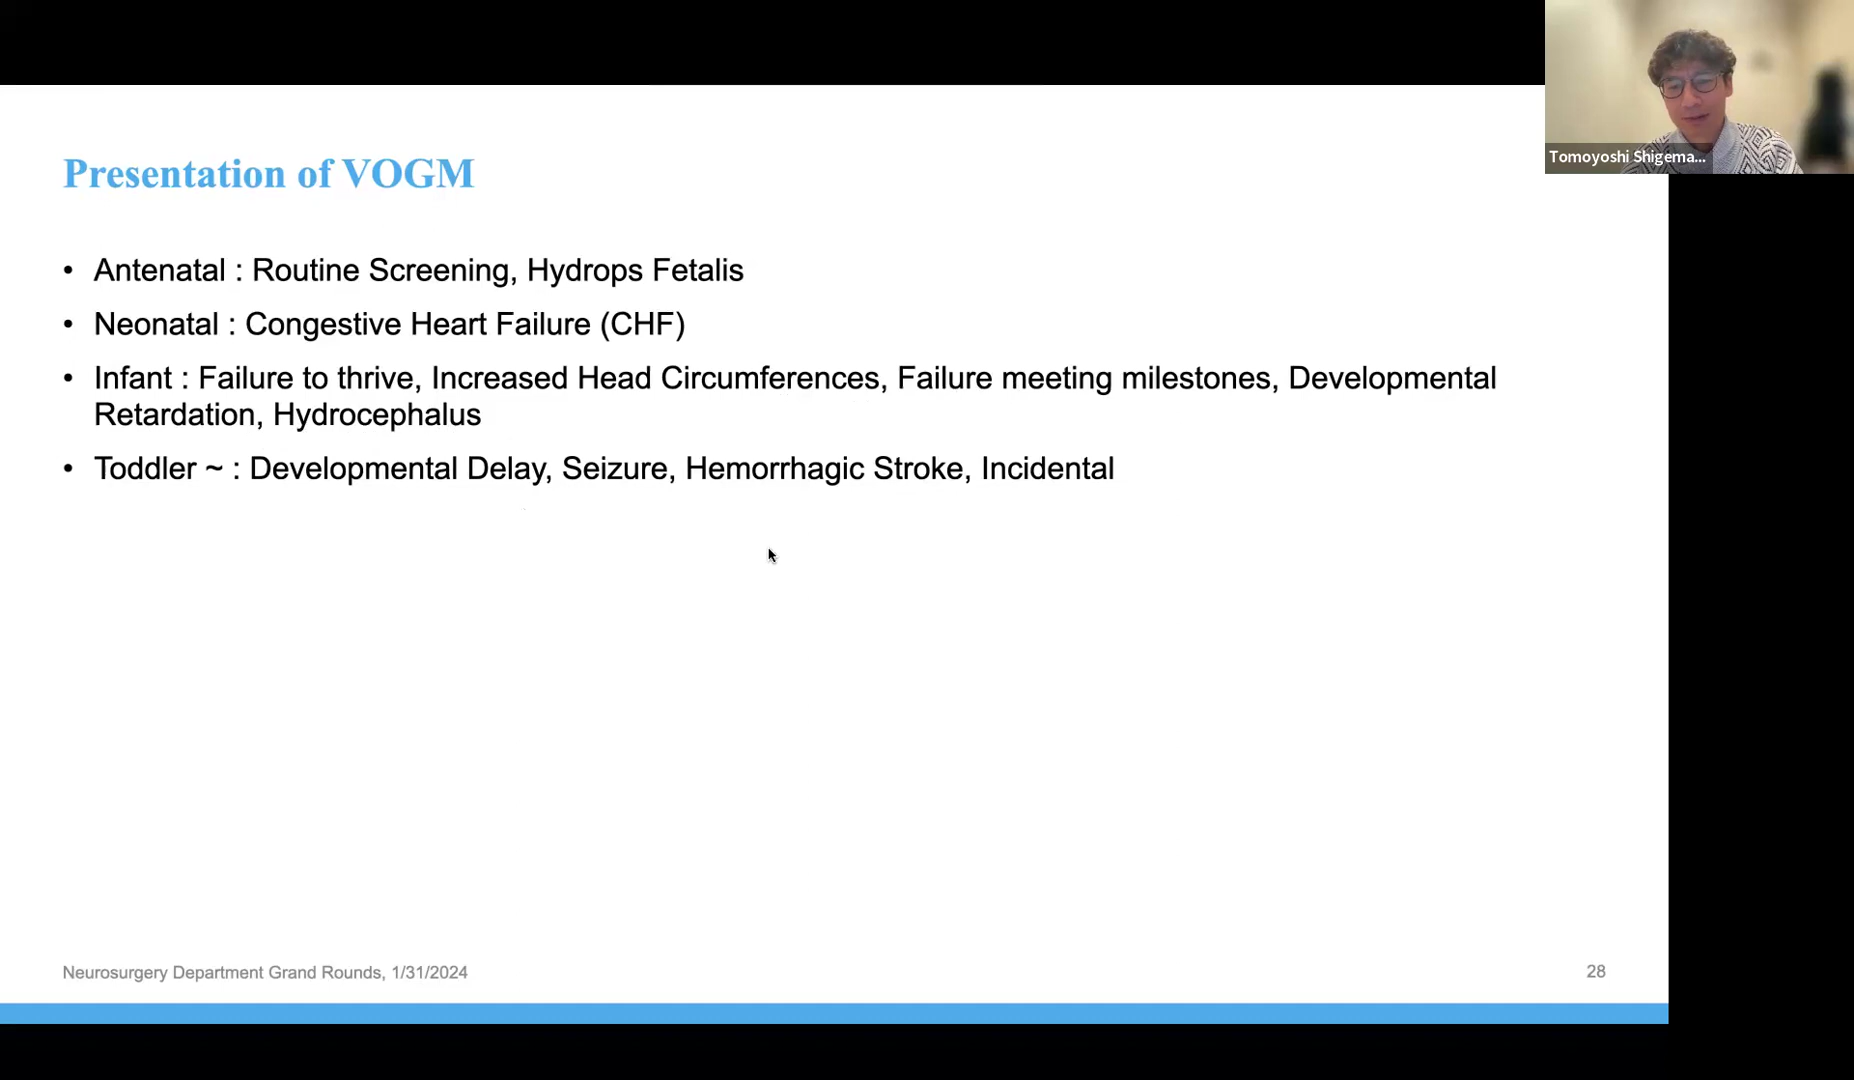 Tomoyoshi Shigema...
Presentation of VOGM
• Antenatal : Routine Screening, Hydrops Fetalis
• Neonatal : Congestive Heart Failure (CHF)
• Infant : Failure to thrive, Increased Head Circumferences, Failure meeting milestones, Developmental
Retardation, Hydrocephalus
• Toddler ~ : Developmental Delay, Seizure, Hemorrhagic Stroke, Incidental
Neurosurgery Department Grand Rounds, 1/31/2024
28